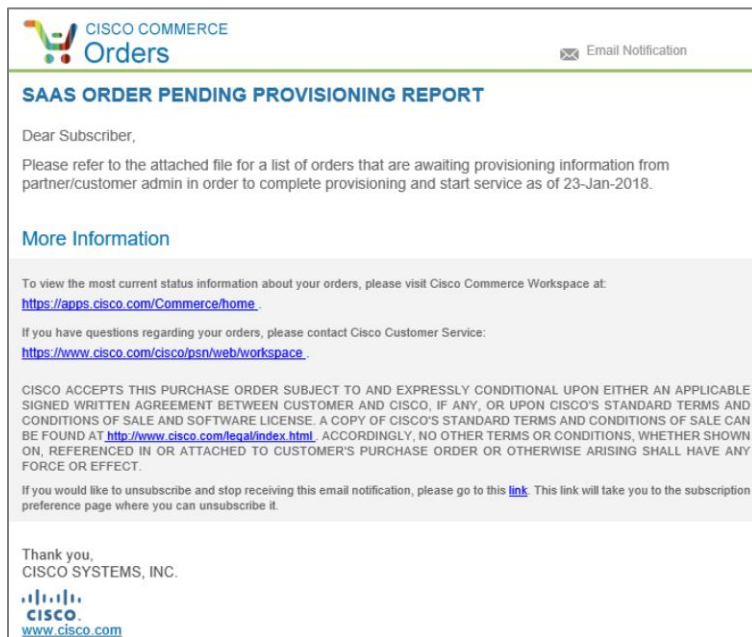 CISCO COMMERCE
Orders
Email Notification
SAAS ORDER PENDING PROVISIONING REPORT
Dear Subscriber,
Please refer to the attached file for a list of orders that are awaiting provisioning information from
partner/customer admin in order to complete provisioning and start service as of 23-Jan-2018.
More Information
To view the most current status information about your orders, please visit Cisco Commerce Workspace at:
https://apps.cisco.com/Commerce/home .
If you have questions regarding your orders, please contact Cisco Customer Service:
https://www.cisco.com/cisco/psn/web/workspace .
CISCO ACCEPTS THIS PURCHASE ORDER SUBJECT TO AND EXPRESSLY CONDITIONAL UPON EITHER AN APPLICABLE
SIGNED WRITTEN AGREEMENT BETWEEN CUSTOMER AND CISCO, IF ANY, OR UPON CISCO'S STANDARD TERMS AND
CONDITIONS OF SALE AND SOFTWARE LICENSE. A COPY OF CISCO'S STANDARD TERMS AND CONDITIONS OF SALE CAN
BE FOUND AT http://www.cisco.com/legal/index.html . ACCORDINGLY, NO OTHER TERMS OR CONDITIONS, WHETHER SHOWN
ON, REFERENCED IN OR ATTACHED TO CUSTOMER'S PURCHASE ORDER OR OTHERWISE ARISING SHALL HAVE ANY
FORCE OR EFFECT.
If you would like to unsubscribe and stop receiving this email notification, please go to this link. This link will take you to the subscription
preference page where you can unsubscribe it.
Thank you,
CISCO SYSTEMS, INC.
CISCO.
www.cisco.com